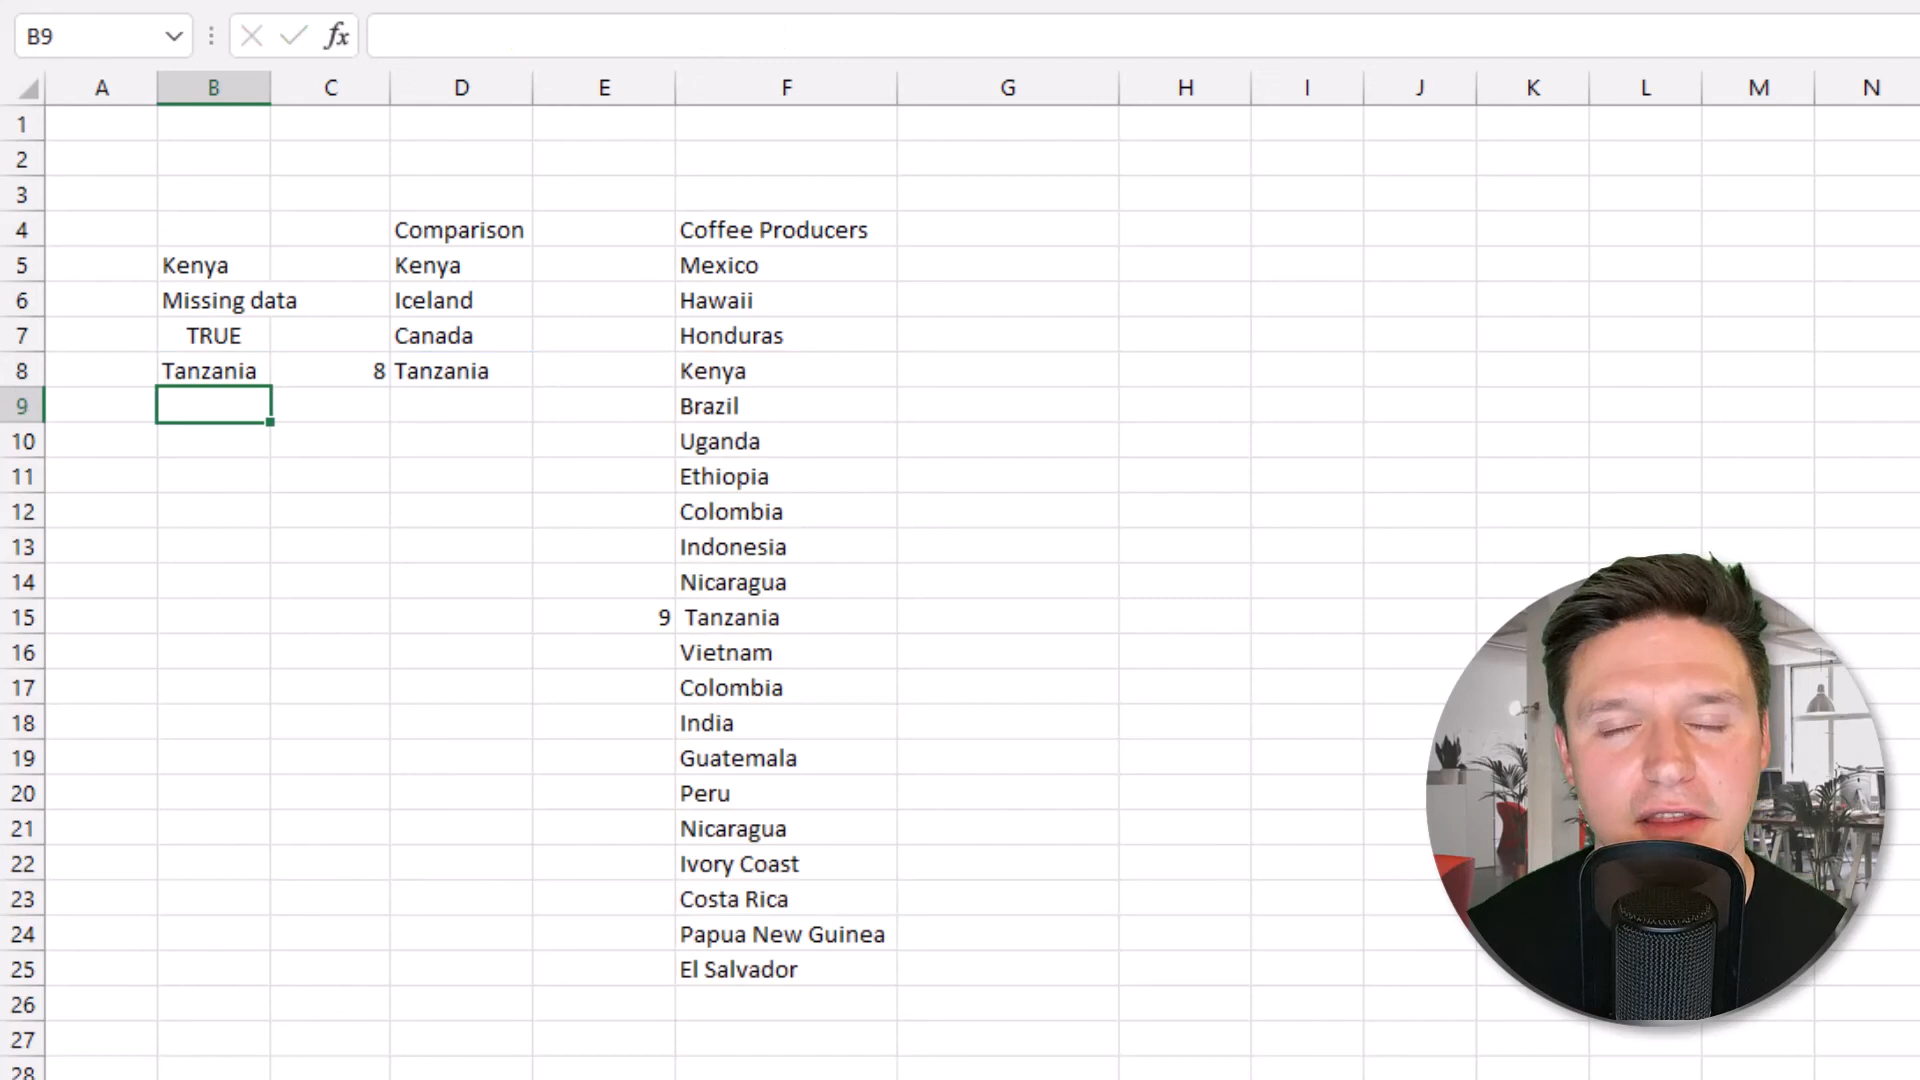 B9 fx
A B C D E F G H I J K L M N
1
2
3
4 Comparison Coffee Producers
5 Kenya Kenya Mexico
6 Missing data Iceland Hawaii
7 TRUE Canada Honduras
8 Tanzania 8 Tanzania Kenya
9 Brazil
10 Uganda
11 Ethiopia
12 Colombia
13 Indonesia
14 Nicaragua
15 9 Tanzania
16 Vietnam
17 Colombia
18 India
19 Guatemala
20 Peru
21 Nicaragua
22 Ivory Coast
23 Costa Rica
24 Papua New Guinea
25 El Salvador
26
27
28